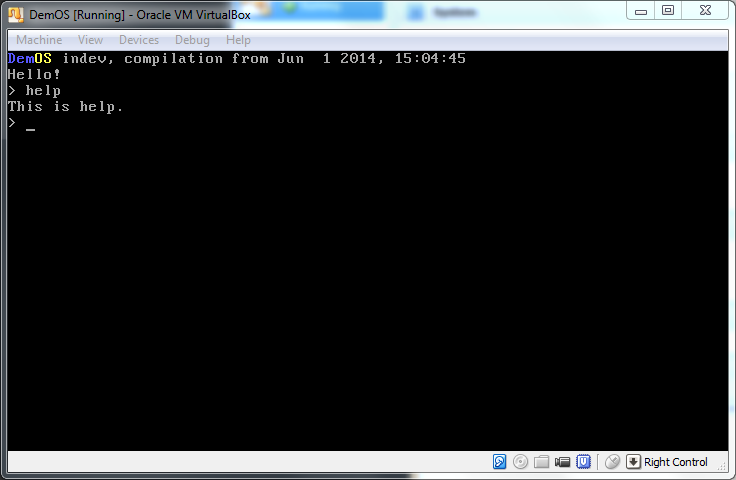 DemOS [Running] - Oracle VM VirtualBox
Machine View Devices Debug Help
DemOS indev, compilation from Jun  1 2014, 15:04:45
Hello!
> help
This is help.
> _
Right Control